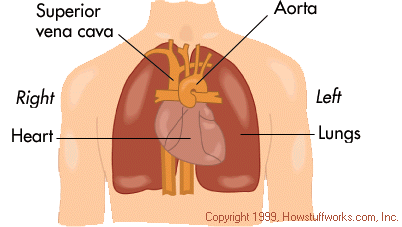 Superior
vena cava
Aorta
Right
Left
Heart
Lungs
Copyright 1999, Howstuffworks.com, Inc.